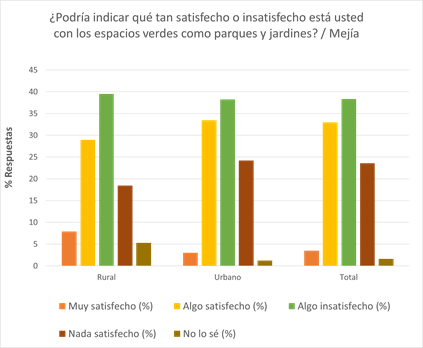 ¿Podría indicar qué tan satisfecho o insatisfecho está usted
con los espacios verdes como parques y jardines? / Mejía
% Respuestas
45
40
35
30
25
20
15
10
5
0
Rural Urbano Total
Muy satisfecho (%) Algo satisfecho (%) Algo insatisfecho (%)
Nada satisfecho (%) No lo sé (%)